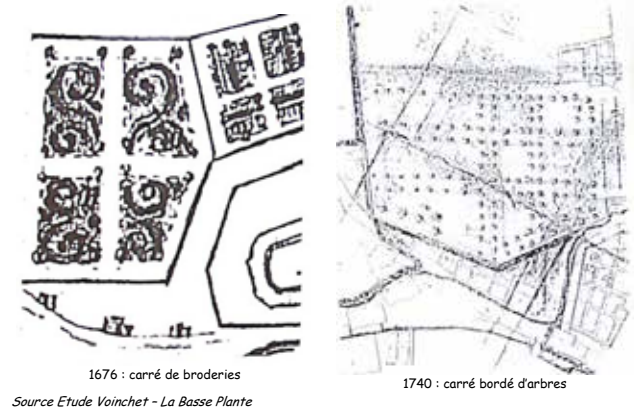 1676 : carré de broderies
1740 : carré bordé d'arbres
Source Etude Voinchet – La Basse Plante